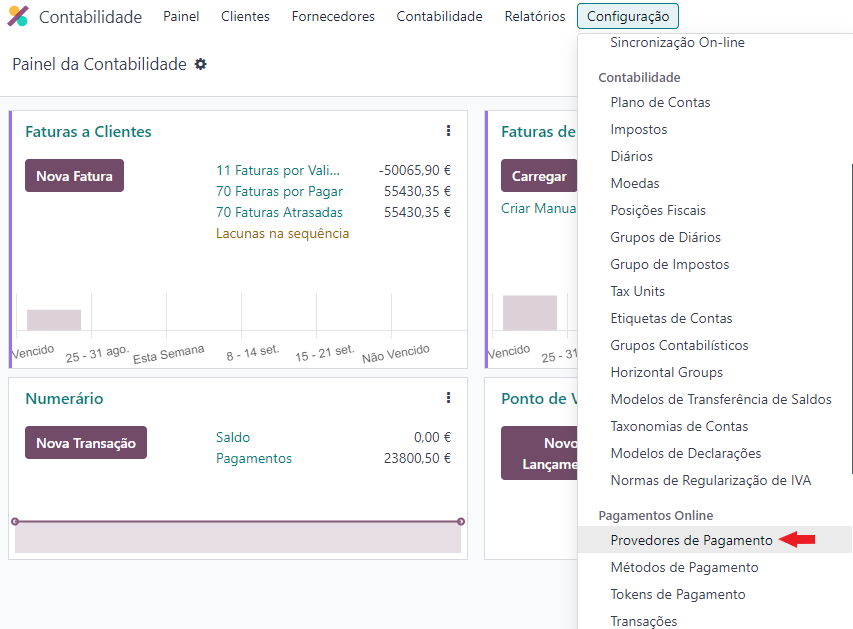 Contabilidade Painel Clientes Fornecedores Contabilidade Relatórios Configuração
Painel da Contabilidade
Faturas a Clientes
Nova Fatura
11 Faturas por Vali... -50065,90 €
70 Faturas por Pagar 55430,35 €
70 Faturas Atrasadas 55430,35 €
Lacunas na sequência
Vencido 25 - 31 ago. Esta Semana 8 - 14 set. 15 - 21 set. Não Vencido
Faturas de
Carregar
Criar Manua
Vencido 25 - 31
Numerário
Nova Transação
Saldo 0,00 €
Pagamentos 23800,50 €
Ponto de V
Novo
Lançame
Sincronização On-line
Contabilidade
Plano de Contas
Impostos
Diários
Moedas
Posições Fiscais
Grupos de Diários
Grupo de Impostos
Tax Units
Etiquetas de Contas
Grupos Contabilísticos
Horizontal Groups
Modelos de Transferência de Saldos
Taxonomias de Contas
Modelos de Declarações
Normas de Regularização de IVA
Pagamentos Online
Provedores de Pagamento
Métodos de Pagamento
Tokens de Pagamento
Transações